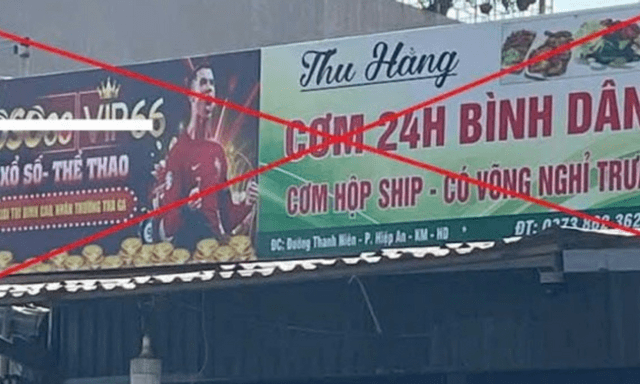 VIP66
XỔ SỐ- THỂ THAO
Thu Hằng
CƠM 24H BÌNH DÂN
CƠM HỘP SHIP - CÓ VÕNG NGHỈ TRƯA
ĐC: Đường Thanh Niên - P. Hiệp An - KM - HD
ĐT: